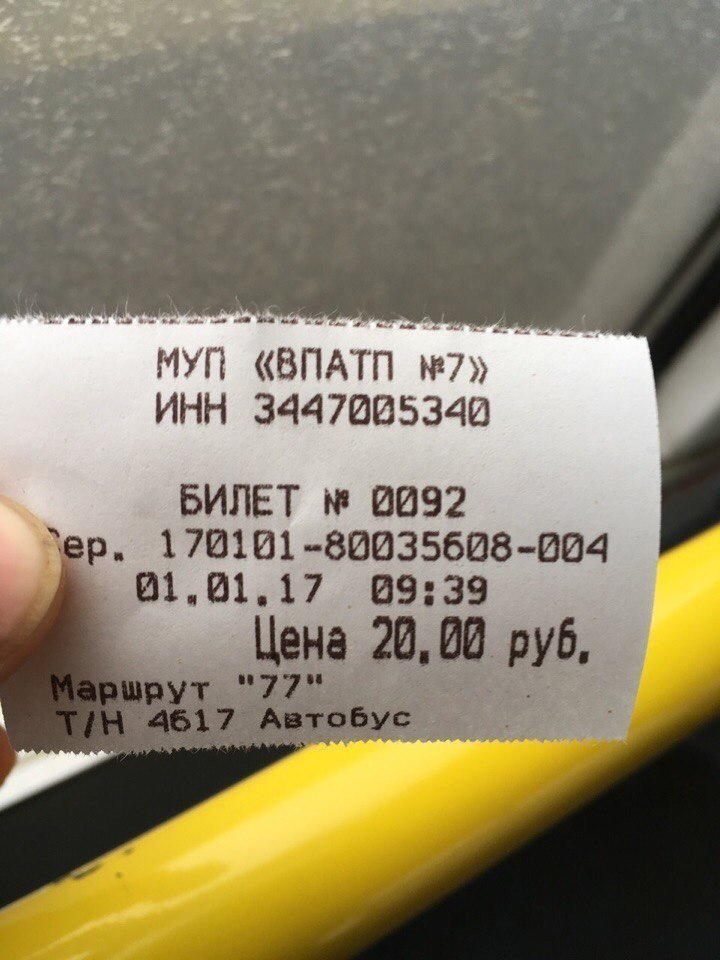 МУП «ВПАТП №7»
ИНН 3447005340
БИЛЕТ № 0092
Сер. 170101-80035608-004
01.01.17 09:39
Цена 20.00 руб.
Маршрут "77"
Т/Н 4617 Автобус